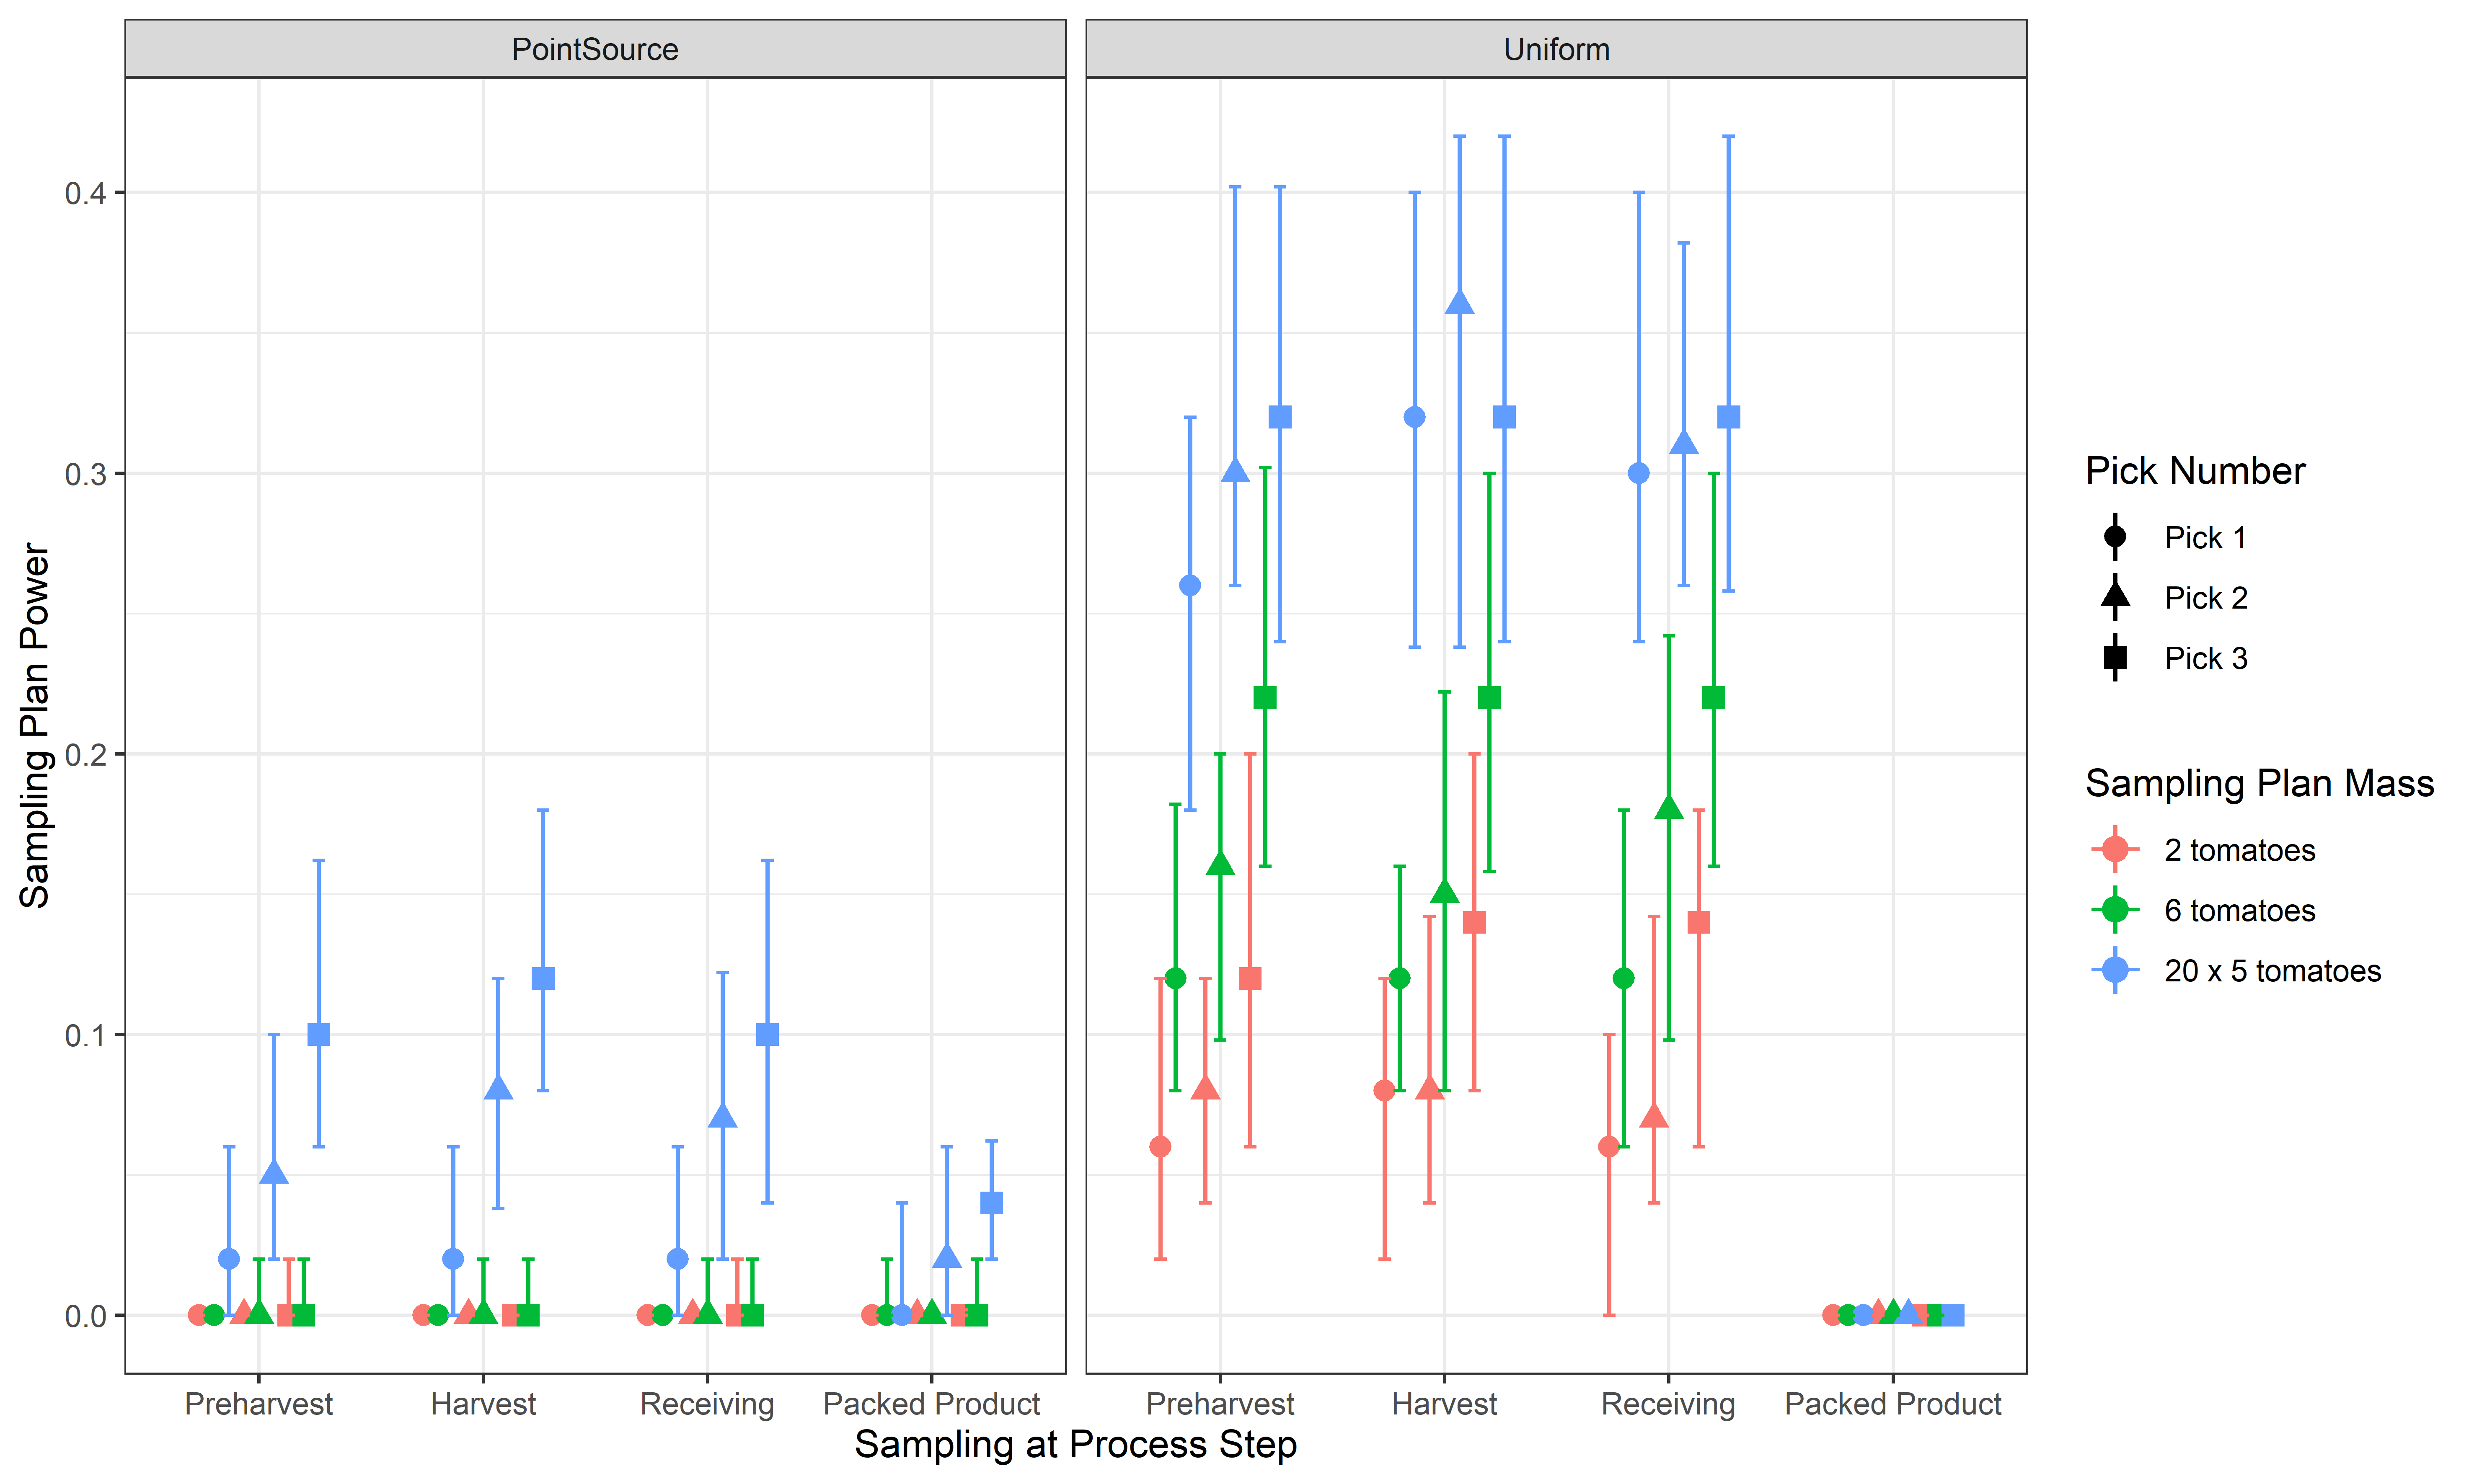 PointSource
Uniform
Sampling Plan Power
0.4
0.3
0.2
0.1
0.0
Preharvest
Harvest
Receiving
Packed Product
Preharvest
Harvest
Receiving
Packed Product
Sampling at Process Step
Pick Number
Pick 1
Pick 2
Pick 3
Sampling Plan Mass
2 tomatoes
6 tomatoes
20 x 5 tomatoes